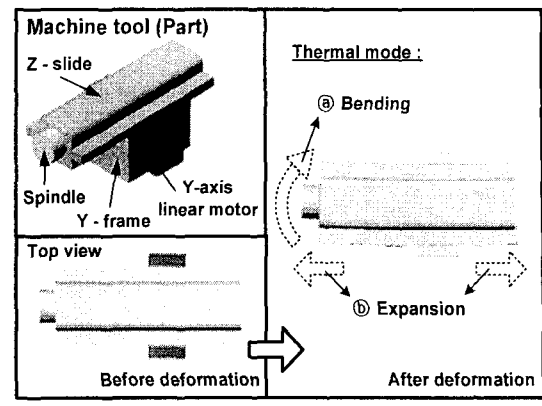 Machine tool (Part)
Z - slide
Spindle
Y - frame
Y-axis
linear motor
Top view
Before deformation
Thermal mode :
ⓐ Bending
ⓑ Expansion
After deformation